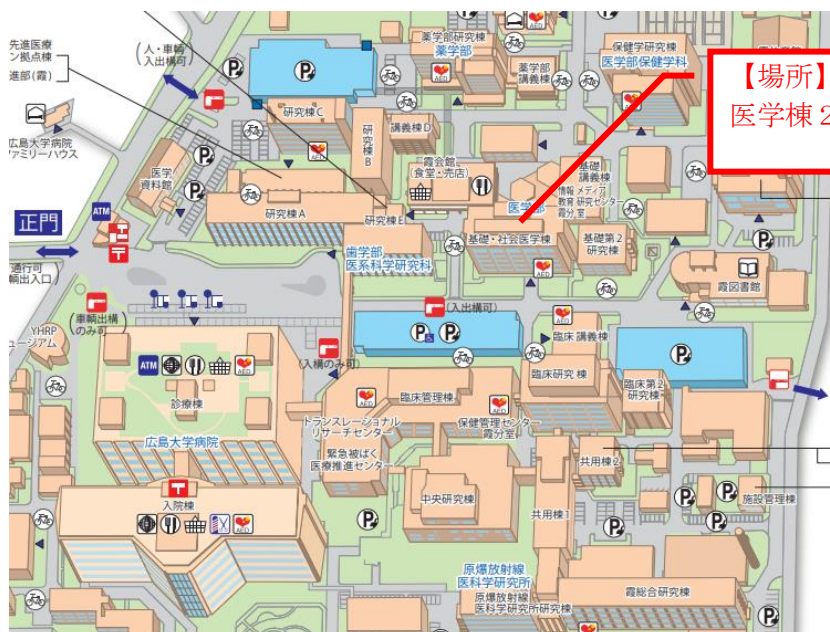 先進医療
ン拠点棟
進部(霞)
(人・車輌
入出構可)
広島大学病院
ファミリーハウス
医学
資料館
正門
ATM
通行可
輌出入口
(車輌出構
のみ可)
YHRP
ュージアム
研究棟C
研究棟B
講義棟D
研究棟A
研究棟E
歯学部
医系科学研究科
薬学部研究棟
薬学部
薬学部
講義棟
霞会館
(食堂・売店)
保健学研究棟
医学部保健学科
【場所】
医学棟2
基礎
講義棟
情報メディア
教育研究センター
霞分室
医学部
基礎・社会医学棟
基礎第2
研究棟
霞図書館
(入出構可)
(入構のみ可)
臨床講義棟
臨床研究棟
臨床第2
研究棟
ATM
診療棟
広島大学病院
臨床管理棟
トランスレーショナル
リサーチセンター
保健管理センター
霞分室
緊急被ばく
医療推進センター
中央研究棟
共用棟2
共用棟1
施設管理棟
入院棟
原爆放射線
医科学研究所
原爆放射線
医科学研究所研究棟
霞総合研究棟
AED
P